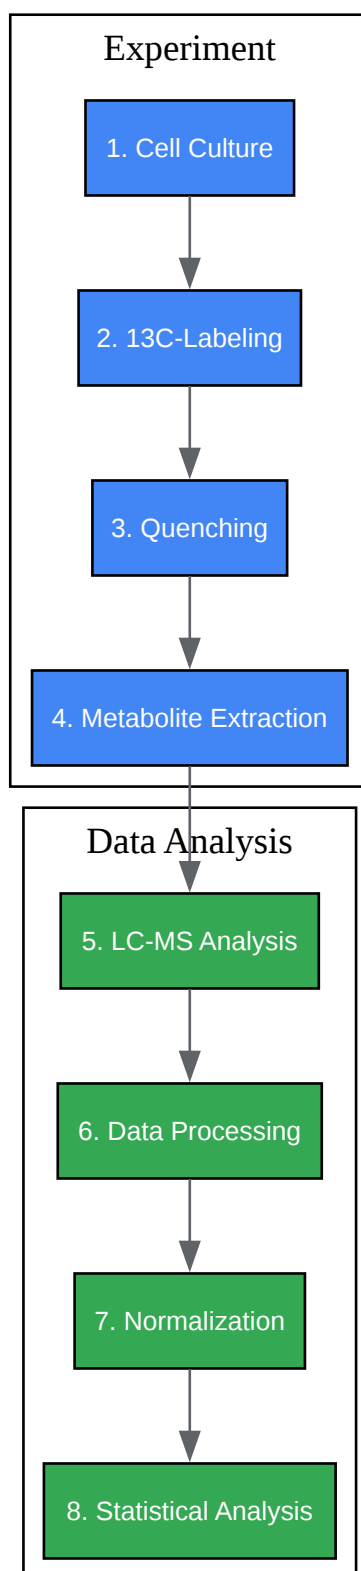 Experiment
1. Cell Culture
2. 13C-Labeling
3. Quenching
4. Metabolite Extraction
Data Analysis
5. LC-MS Analysis
6. Data Processing
7. Normalization
8. Statistical Analysis